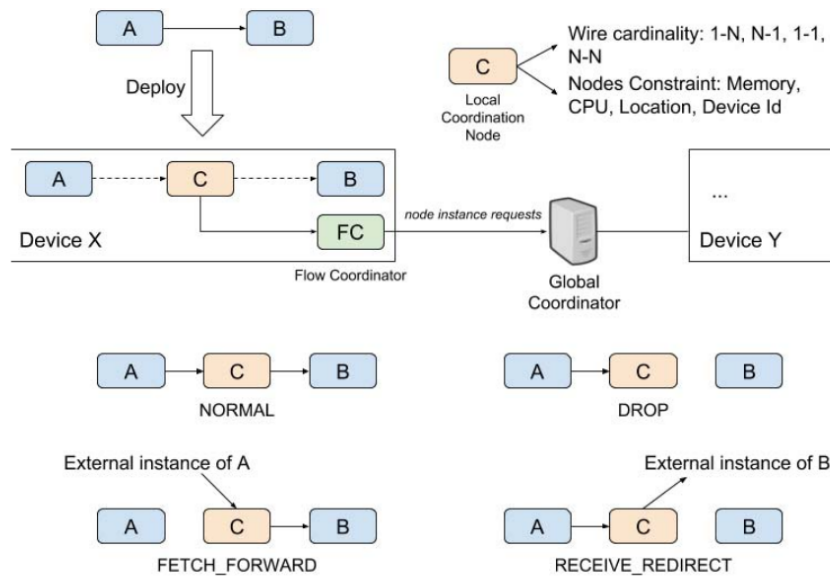 A
B
Deploy
C
Local
Coordination
Node
Wire cardinality: 1-N, N-1, 1-1,
N-N
Nodes Constraint: Memory,
CPU, Location, Device Id
A
C
B
Device X
FC
Flow Coordinator
node instance requests
Global
Coordinator
...
Device Y
A
C
B
NORMAL
A
C
B
DROP
External instance of A
A
C
B
FETCH_FORWARD
External instance of B
A
C
B
RECEIVE_REDIRECT